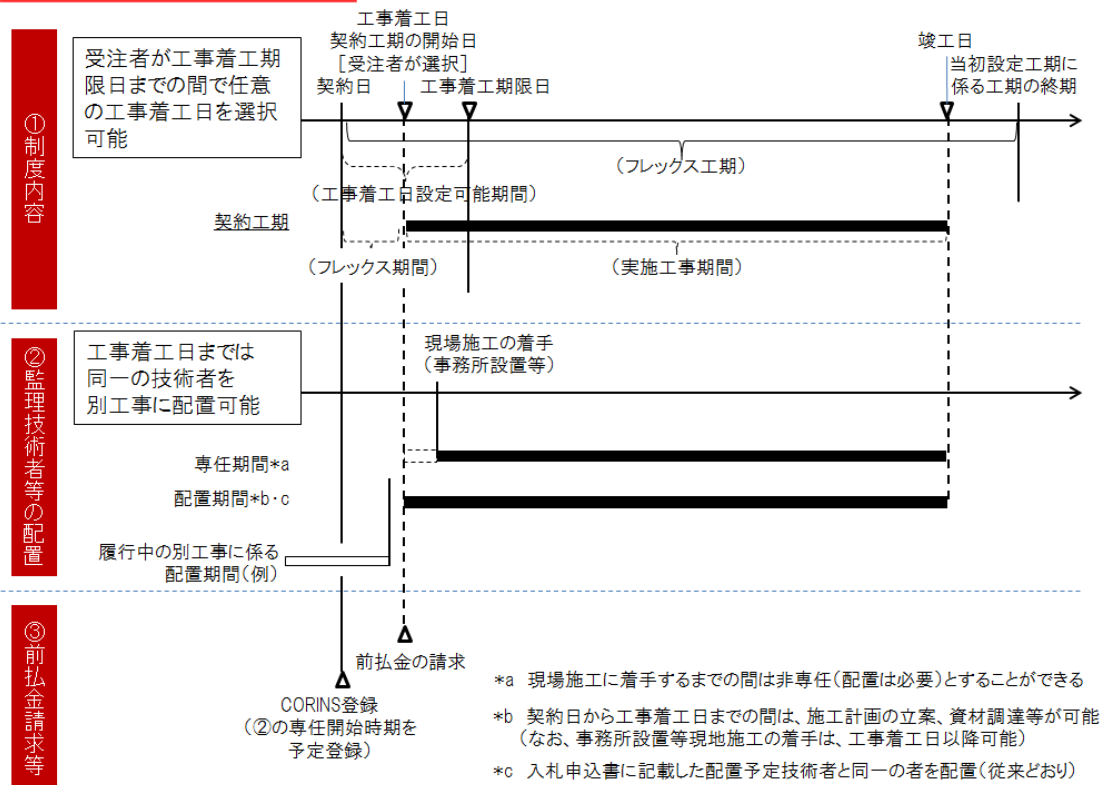 ①制度内容
受注者が工事着工期
限日までの間で任意
の工事着工日を選択
可能
工事着工日
契約工期の開始日
［受注者が選択］
契約日
工事着工期限日
竣工日
当初設定工期に
係る工期の終期
（フレックス工期）
（工事着工日設定可能期間）
契約工期
（フレックス期間）
（実施工事期間）
②監理技術者等の配置
工事着工日までは
同一の技術者を
別工事に配置可能
現場施工の着手
（事務所設置等）
専任期間*a
配置期間*b・c
履行中の別工事に係る
配置期間（例）
③前払金請求等
前払金の請求
CORINS登録
（②の専任開始時期を
予定登録）
*a 現場施工に着手するまでの間は非専任（配置は必要）とすることができる
*b 契約日から工事着工日までの間は、施工計画の立案、資材調達等が可能
（なお、事務所設置等現地施工の着手は、工事着工日以降可能）
*c 入札申込書に記載した配置予定技術者と同一の者を配置（従来どおり）